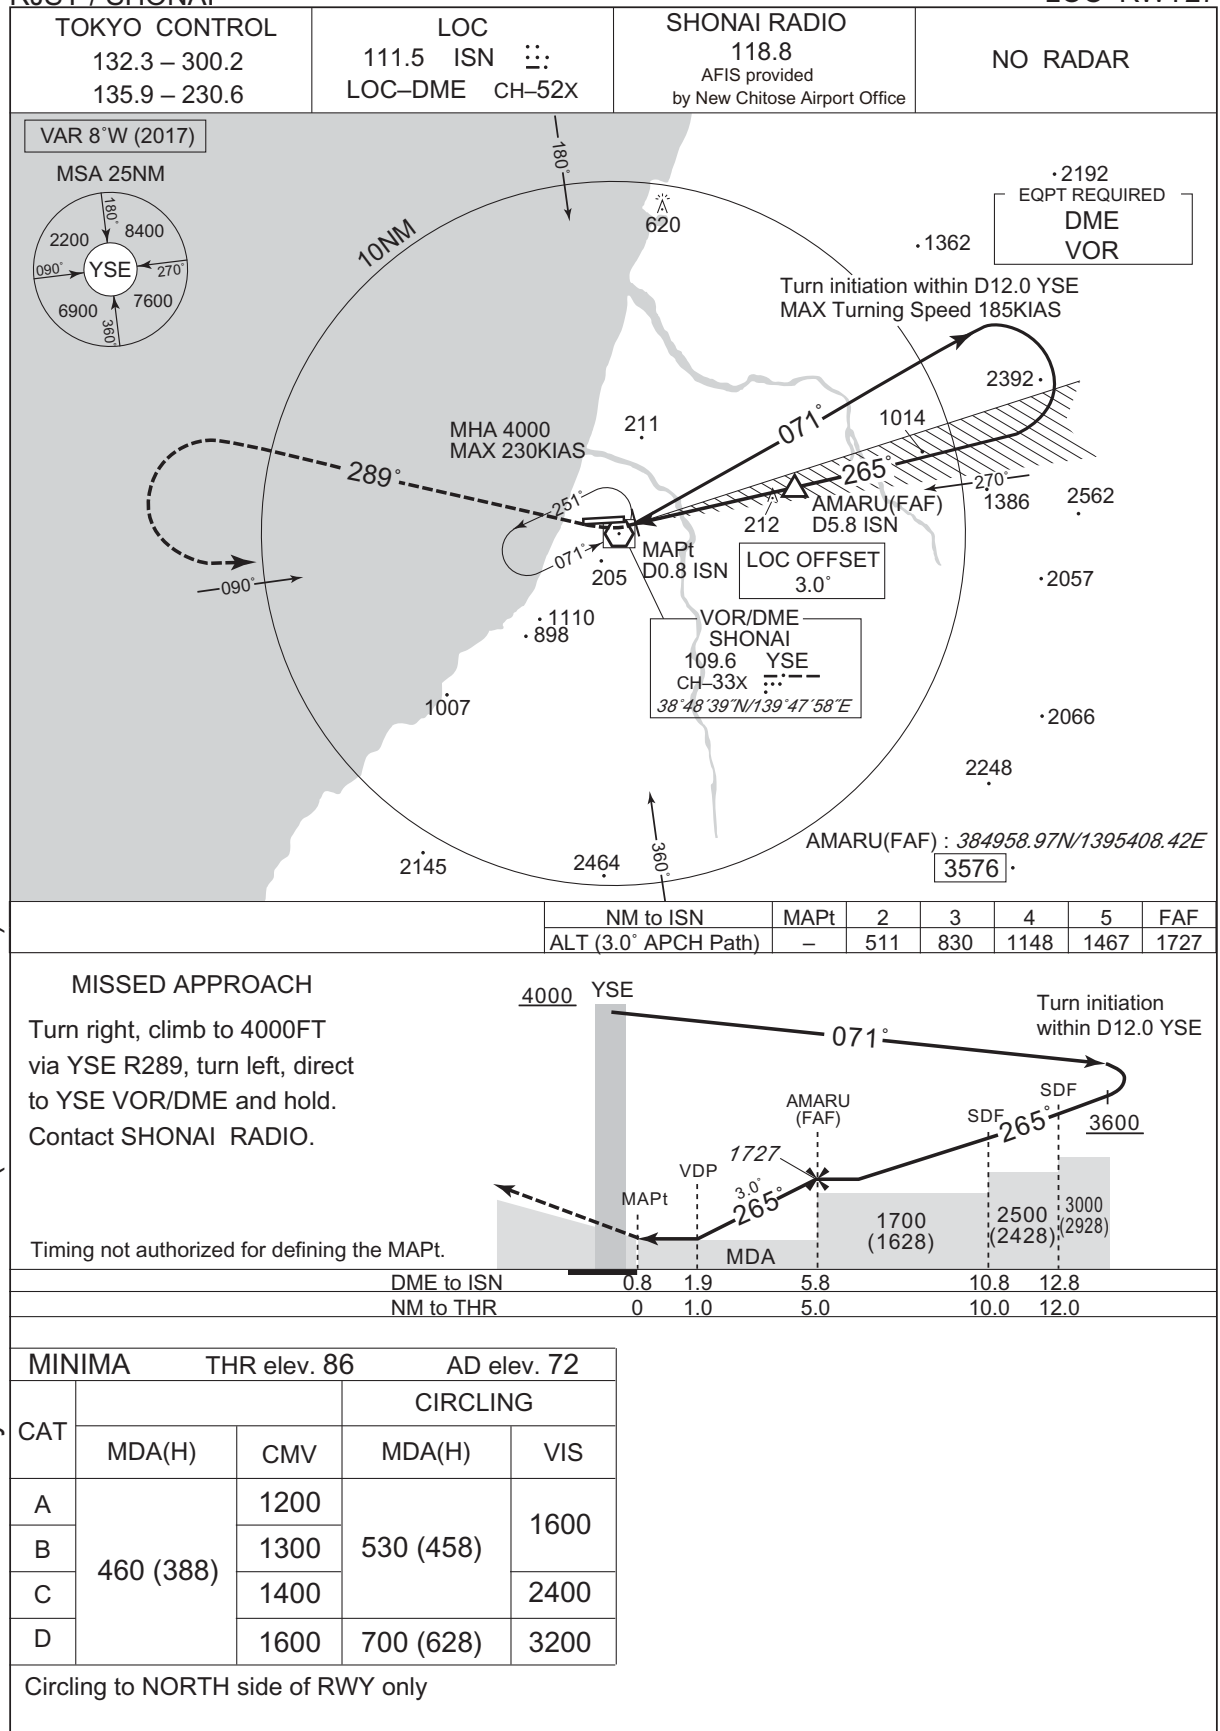 TOKYO CONTROL
132.3 – 300.2
135.9 – 230.6
LOC
111.5 ISN
LOC–DME CH–52X
SHONAI RADIO
118.8
AFIS provided
by New Chitose Airport Office
NO RADAR
VAR 8°W (2017)
MSA 25NM
180°
2200
8400
090°
YSE
270°
6900
7600
360°
180°
10NM
620
2192
EQPT REQUIRED
DME
VOR
1362
Turn initiation within D12.0 YSE
MAX Turning Speed 185KIAS
2392
MHA 4000
MAX 230KIAS
211
071°
1014
289°
265°
251°
270°
1386
2562
AMARU(FAF)
D5.8 ISN
212
071°
MAPt
D0.8 ISN
205
LOC OFFSET
3.0°
090°
2057
1110
898
VOR/DME
SHONAI
109.6 YSE
CH–33X
38°48′39″N/139°47′58″E
1007
2066
2248
AMARU(FAF) : 384958.97N/1395408.42E
3576
2145
2464
360°
NM to ISN MAPt 2 3 4 5 FAF
ALT (3.0° APCH Path) – 511 830 1148 1467 1727
MISSED APPROACH
Turn right, climb to 4000FT
via YSE R289, turn left, direct
to YSE VOR/DME and hold.
Contact SHONAI RADIO.
Timing not authorized for defining the MAPt.
4000 YSE
071°
Turn initiation
within D12.0 YSE
SDF
SDF
265°
3600
AMARU
(FAF)
1727
VDP
3.0°
265°
MAPt
MDA
1700
(1628)
2500
(2428)
3000
(2928)
DME to ISN 0.8 1.9 5.8 10.8 12.8
NM to THR 0 1.0 5.0 10.0 12.0
MINIMA THR elev. 86 AD elev. 72
CAT
CIRCLING
MDA(H) CMV MDA(H) VIS
A 1200
B 1300
C 1400
D 1600
460 (388)
530 (458)
700 (628)
1600
2400
3200
Circling to NORTH side of RWY only